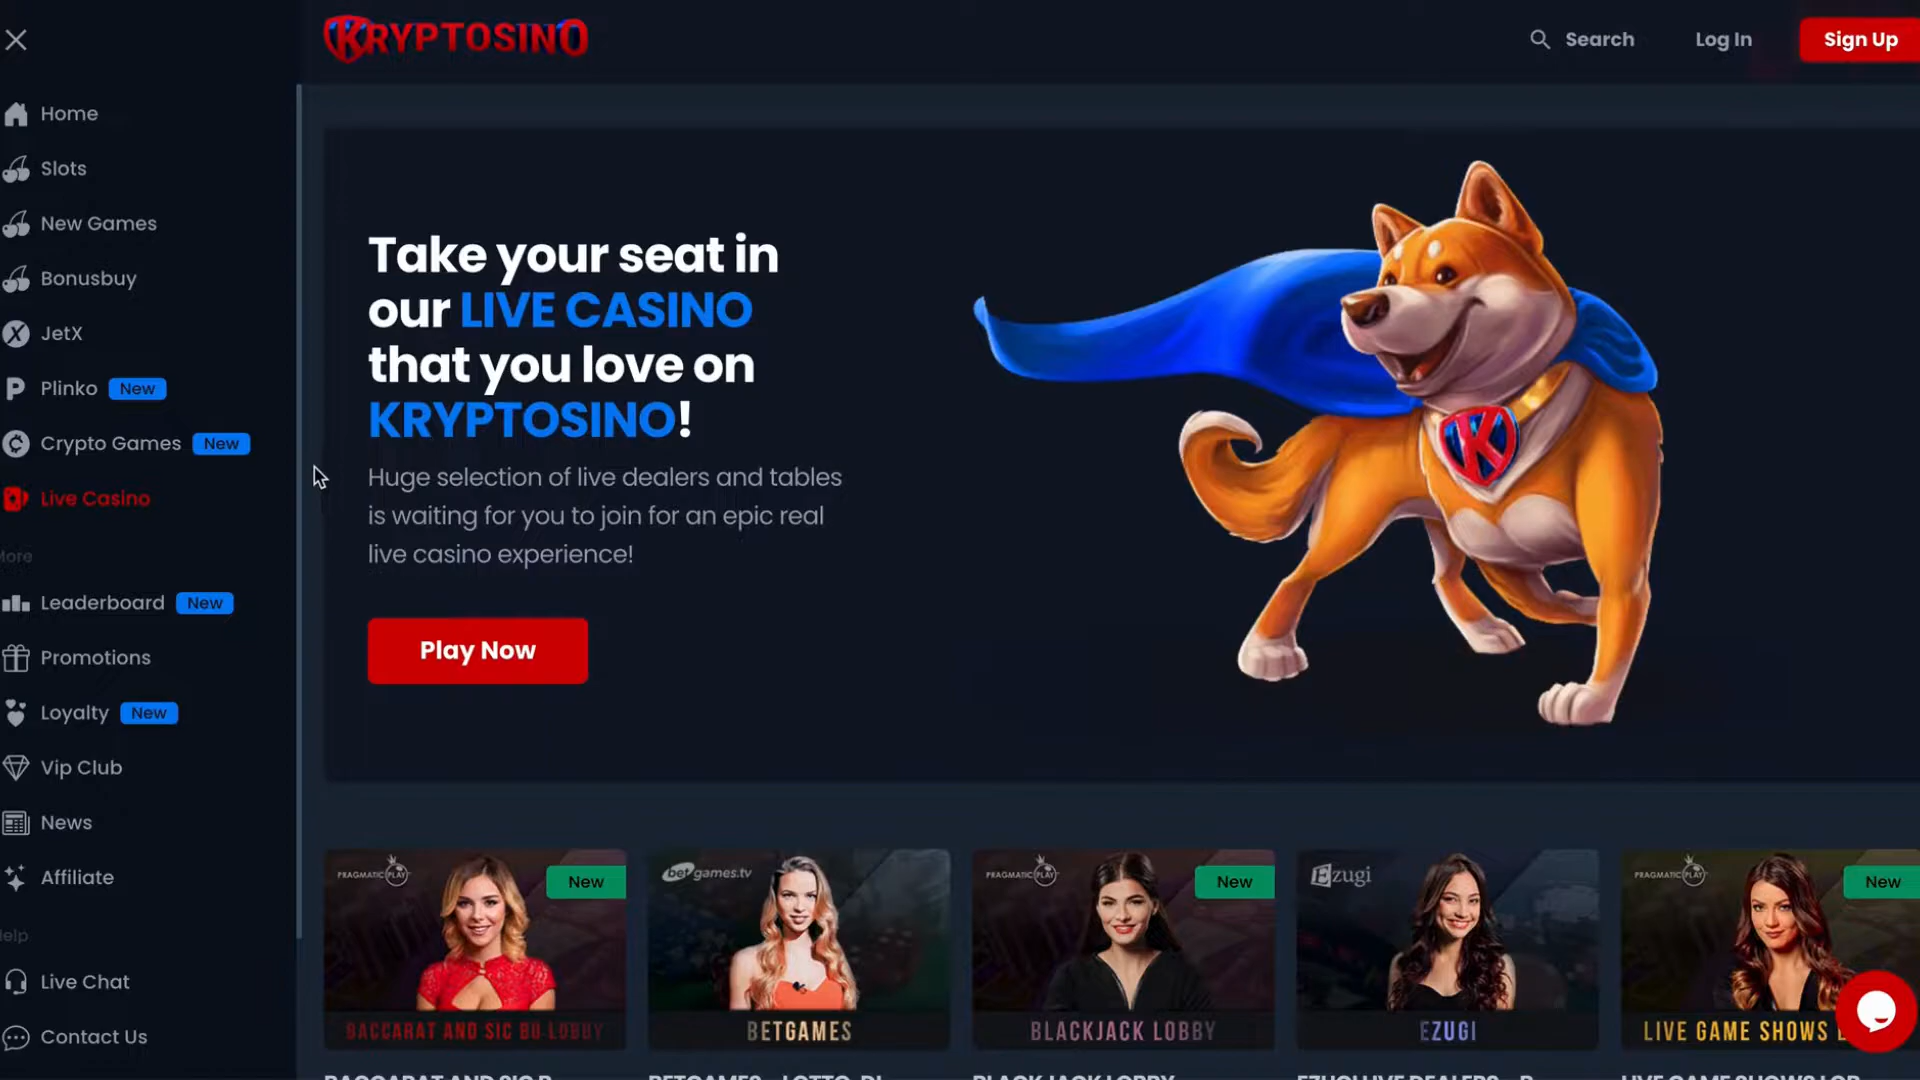 KRYPTOSINO
Search
Log In
Sign Up
Home
Slots
New Games
Bonusbuy
JetX
Plinko New
Crypto Games New
Live Casino
Leaderboard New
Promotions
Loyalty New
Vip Club
News
Affiliate
Live Chat
Contact Us
Take your seat in
our LIVE CASINO
that you love on
KRYPTOSINO!
Huge selection of live dealers and tables
is waiting for you to join for an epic real
live casino experience!
Play Now
PRAGMATIC PLAY
New
BACCARAT AND SIC BO LOBBY
betgames.tv
BETGAMES
PRAGMATIC PLAY
New
BLACKJACK LOBBY
Ezugi
EZUGI
PRAGMATIC PLAY
New
LIVE GAME SHOWS